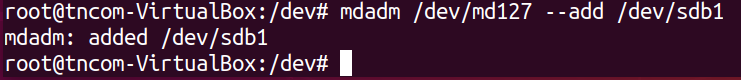 root@tncom-VirtualBox:/dev# mdadm /dev/md127 --add /dev/sdb1
mdadm: added /dev/sdb1
root@tncom-VirtualBox:/dev#